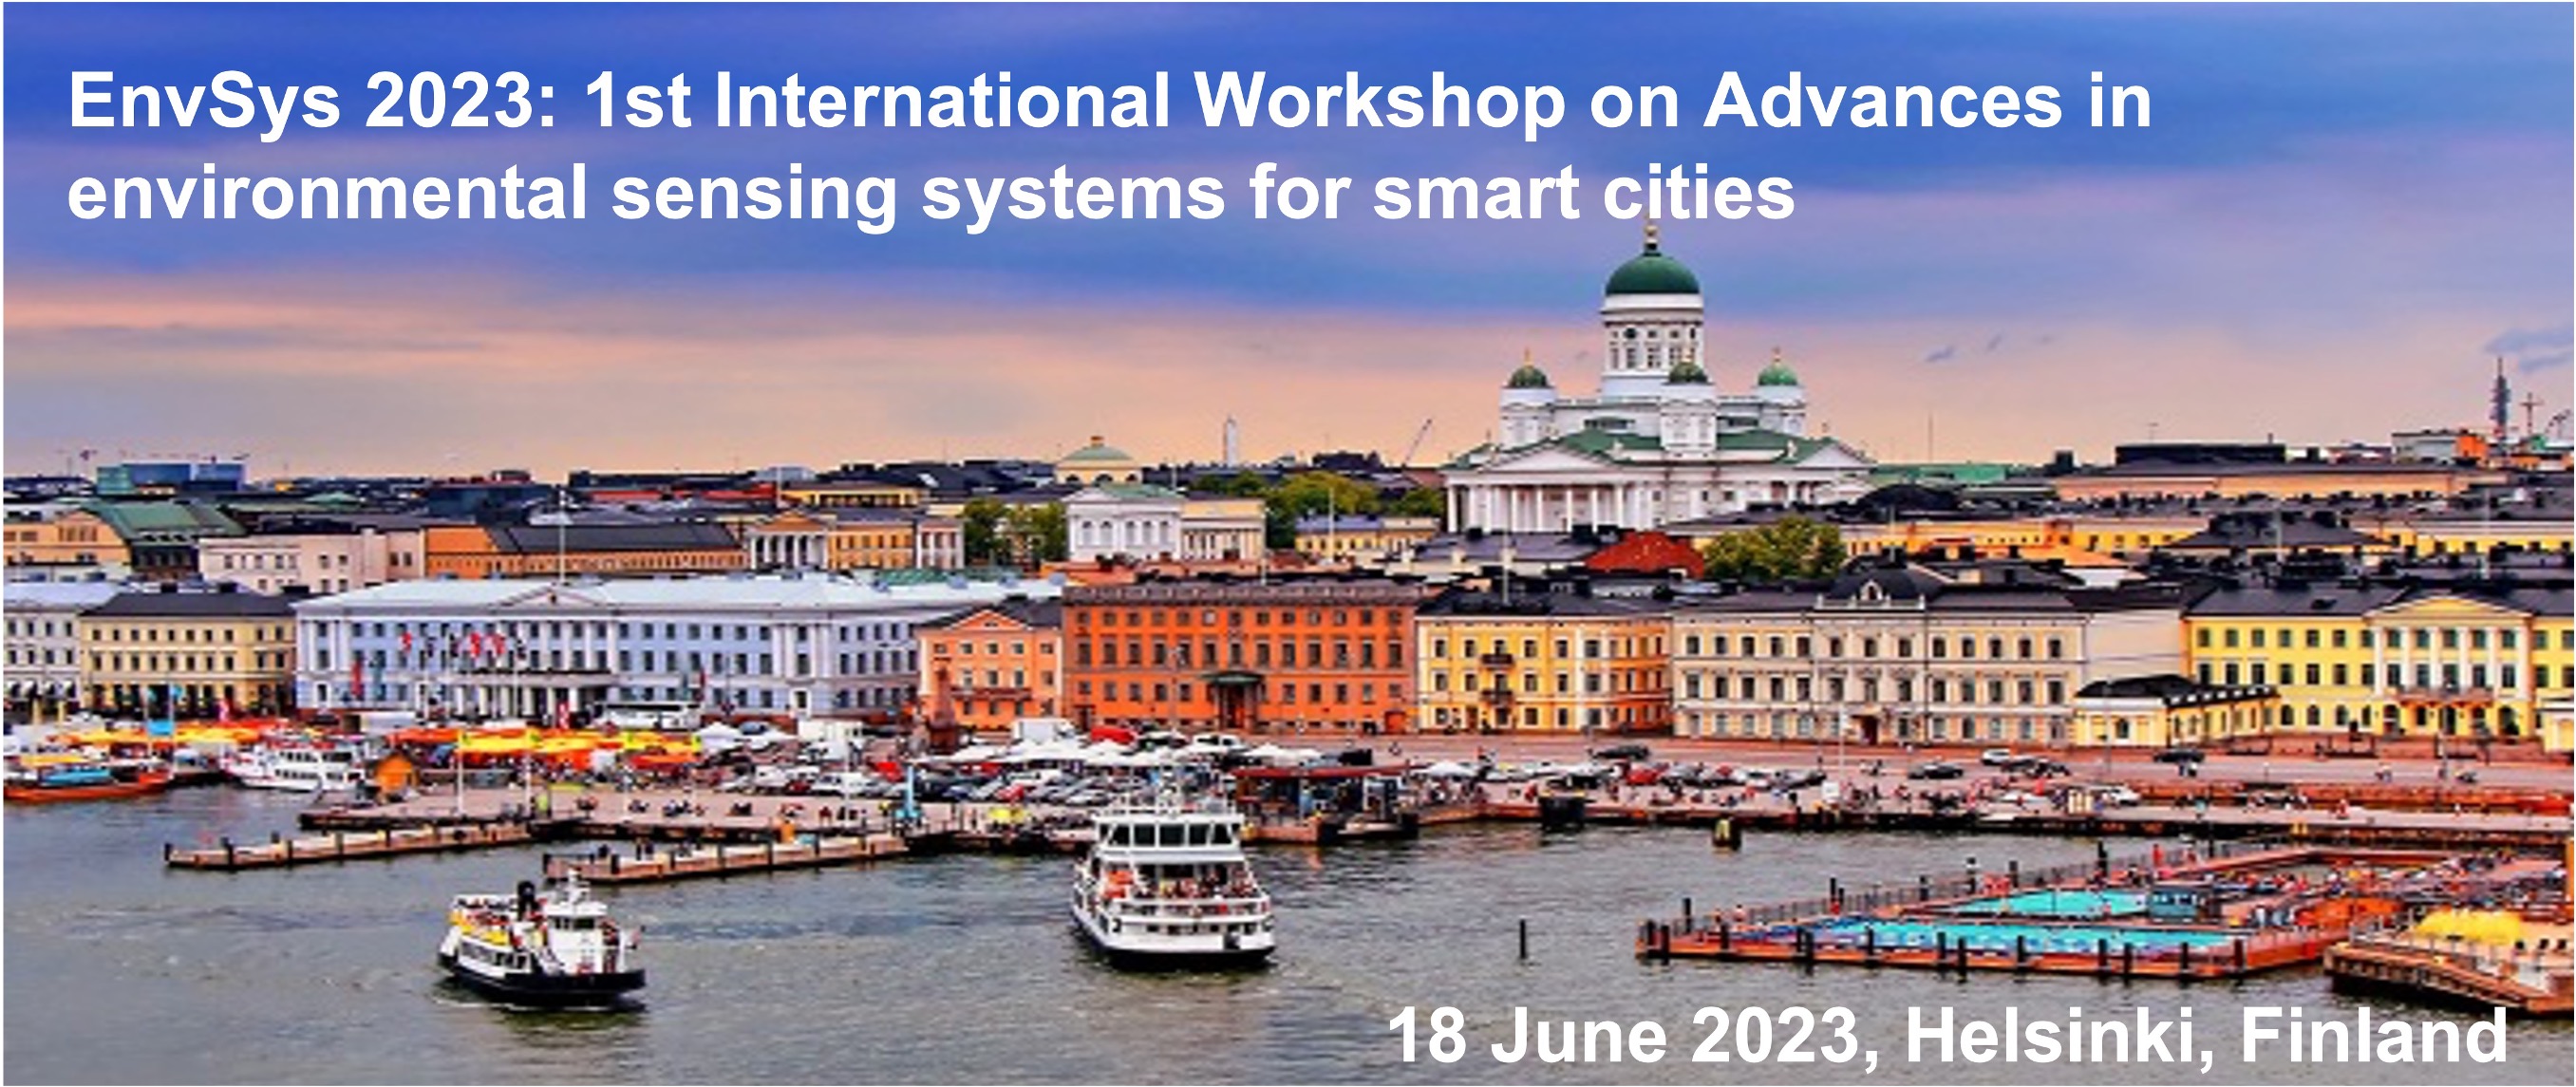 EnvSys 2023: 1st International Workshop on Advances in
environmental sensing systems for smart cities
18 June 2023, Helsinki, Finland